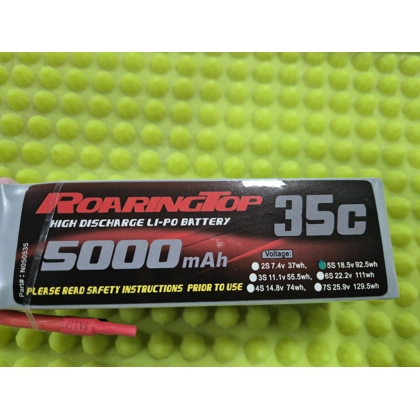 ROARINGTOP
HIGH DISCHARGE LI-PO BATTERY
35C
5000mAh
Voltage:
2S 7.4v 37wh,
5S 18.5v 92.5wh
3S 11.1v 55.5wh,
6S 22.2v 111wh
4S 14.8v 74wh,
7S 25.9v 129.5wh
PLEASE READ SAFETY INSTRUCTIONS PRIOR TO USE
Part#: N050S35